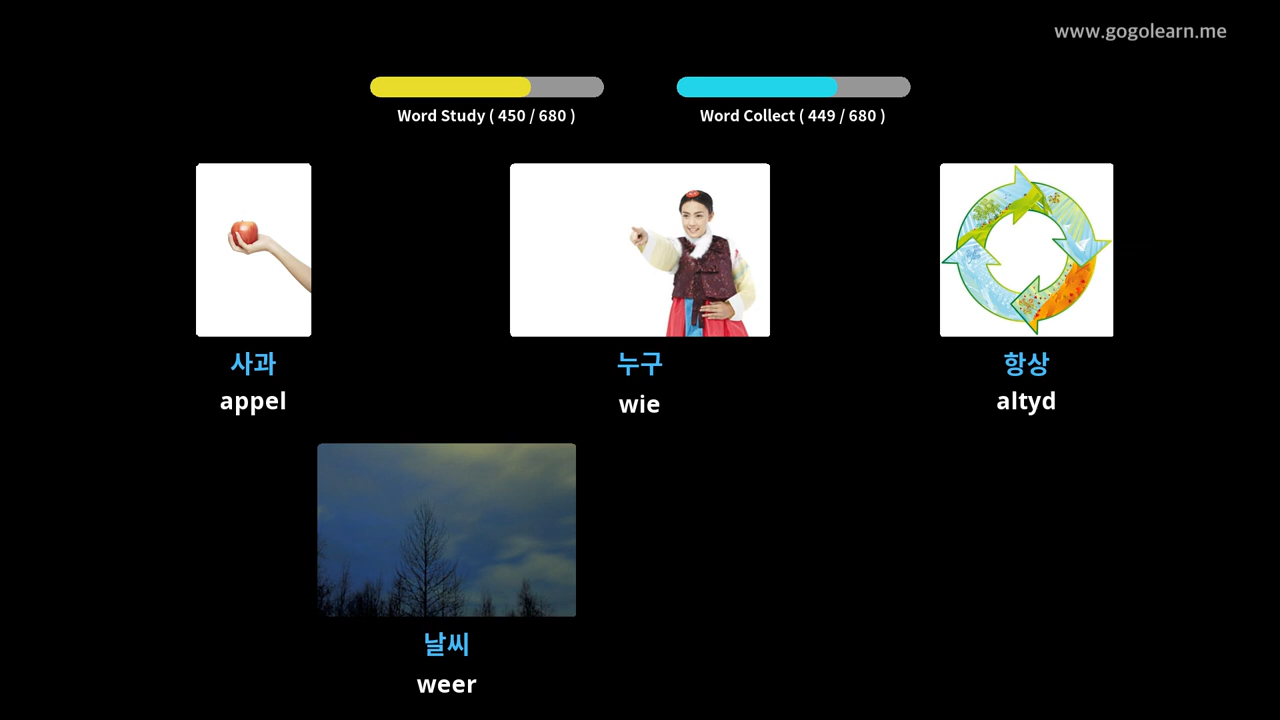 www.gogolearn.me
Word Study ( 450 / 680 )
Word Collect ( 449 / 680 )
사과
appel
누구
wie
항상
altyd
날씨
weer